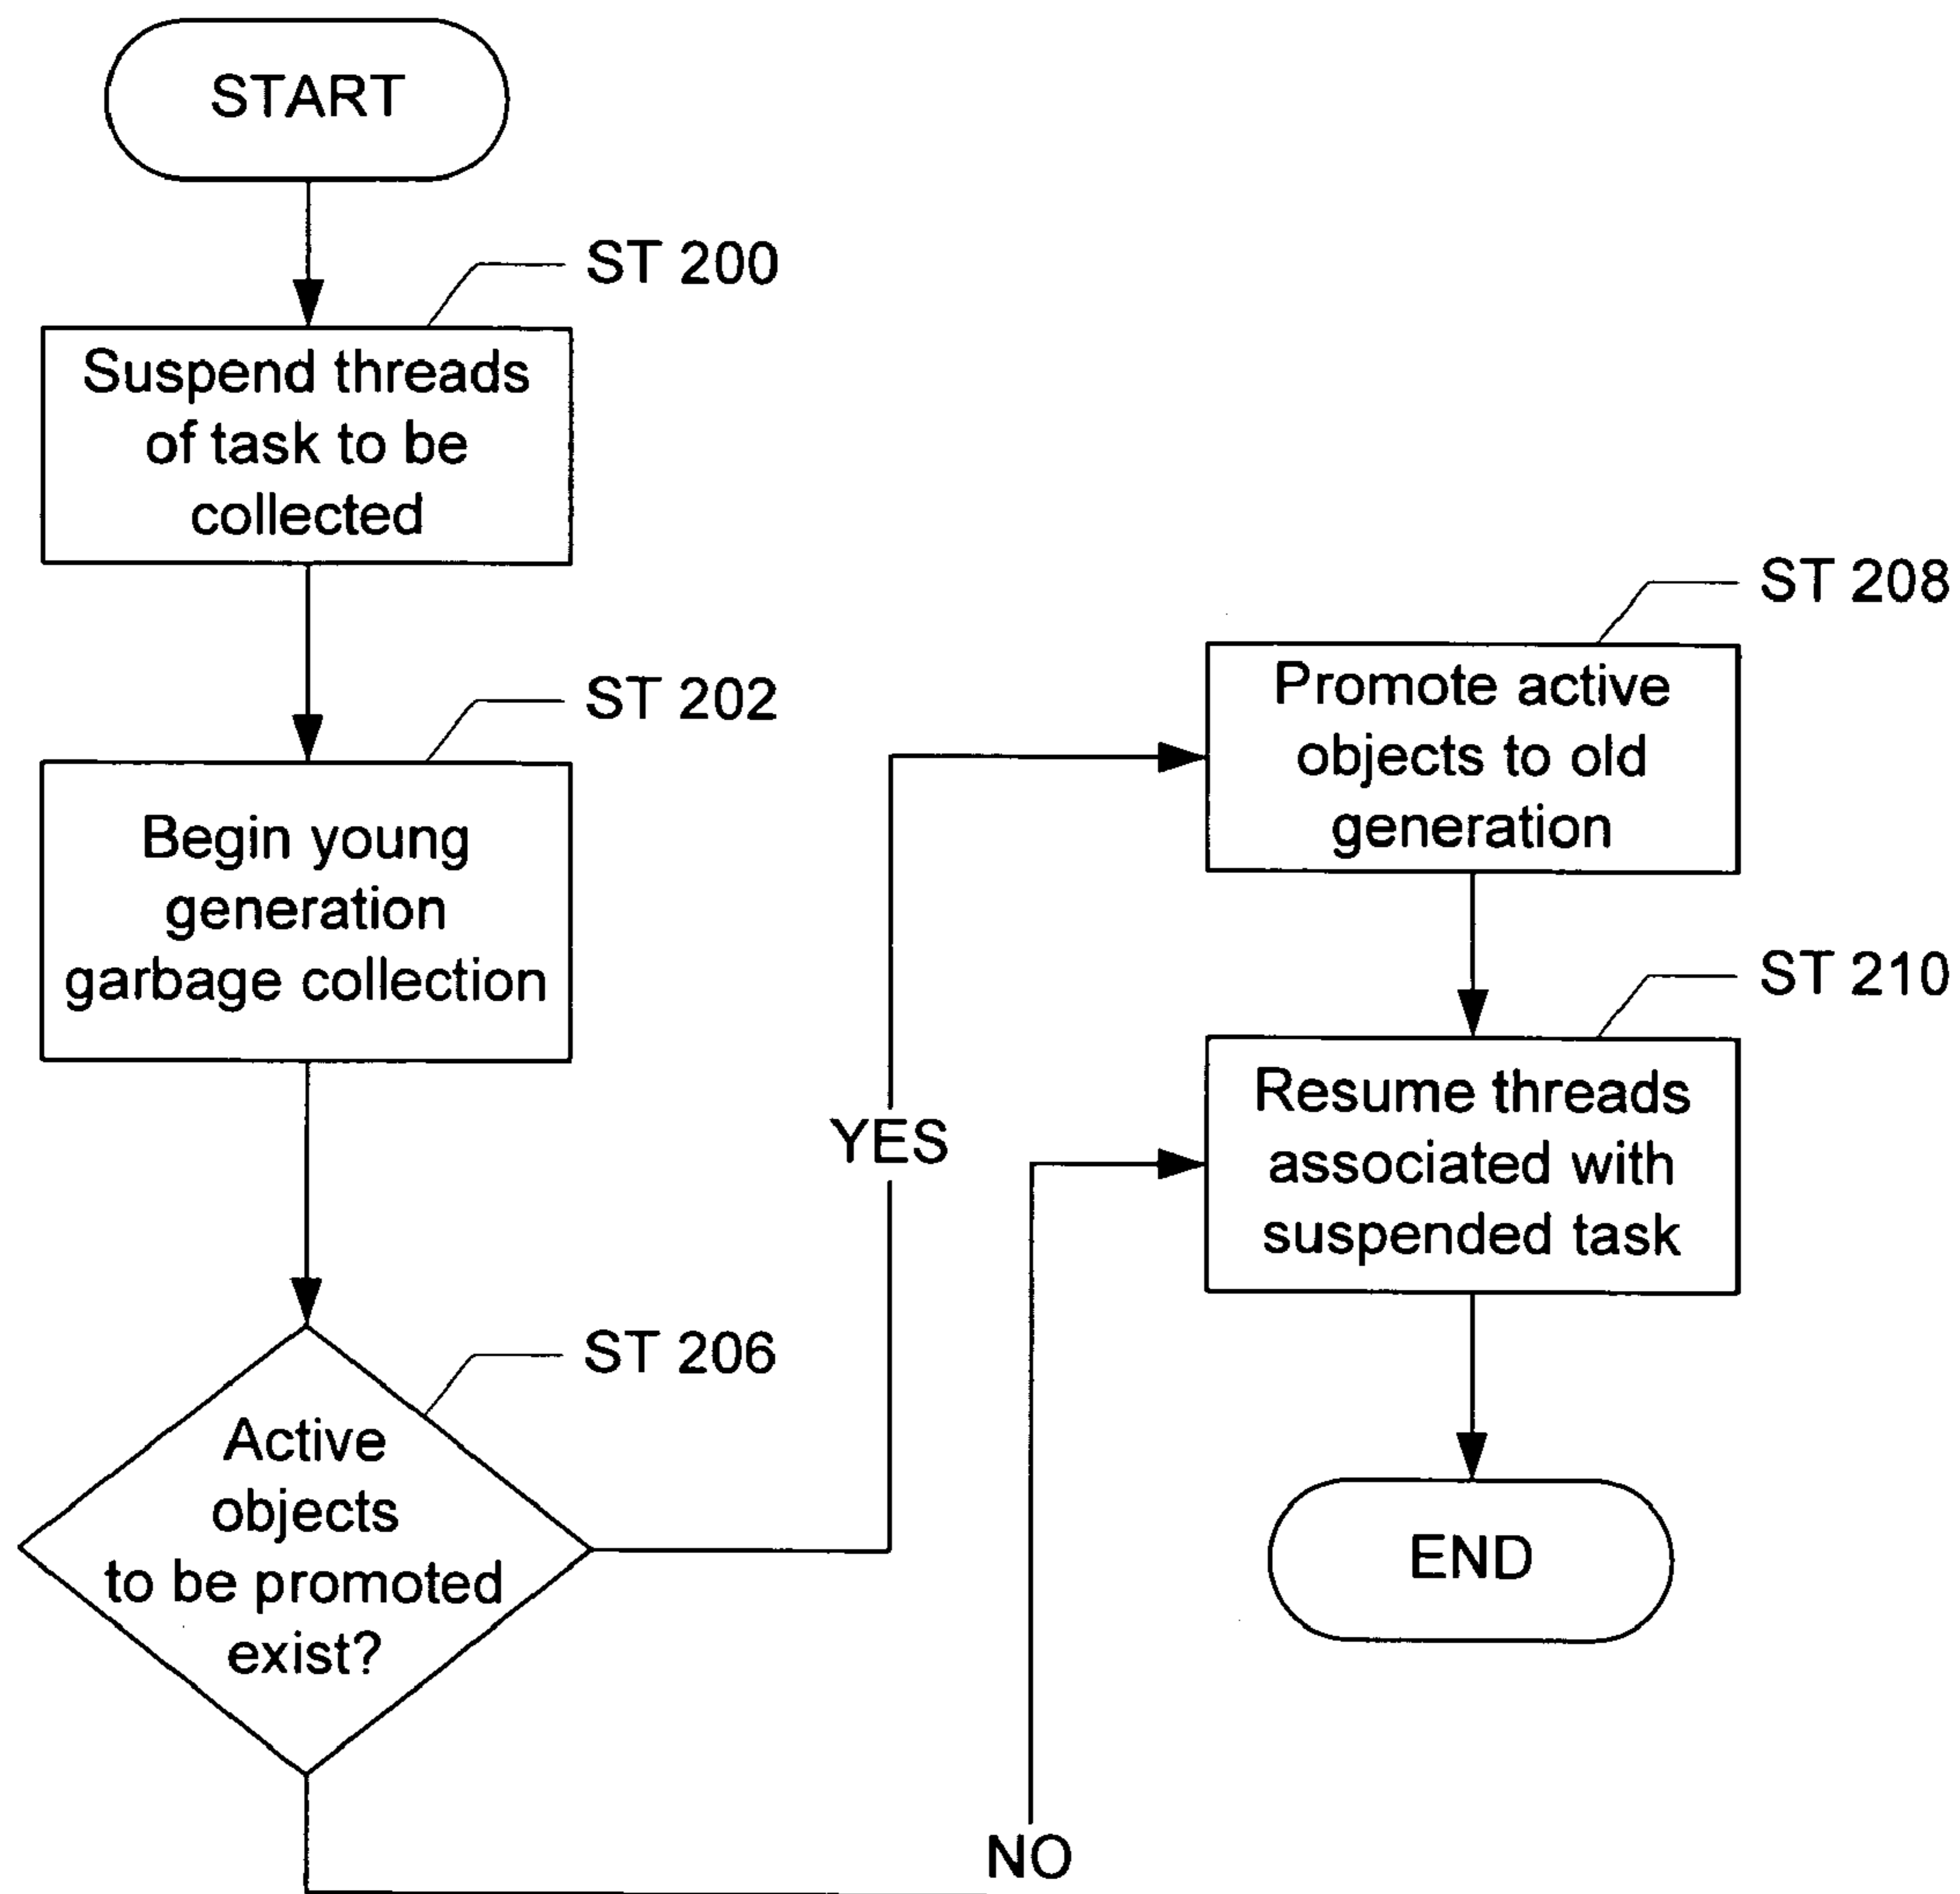 START
ST 200
Suspend threads
of task to be
collected
ST 202
Begin young
generation
garbage collection
ST 206
Active
objects
to be promoted
exist?
YES
NO
ST 208
Promote active
objects to old
generation
ST 210
Resume threads
associated with
suspended task
END